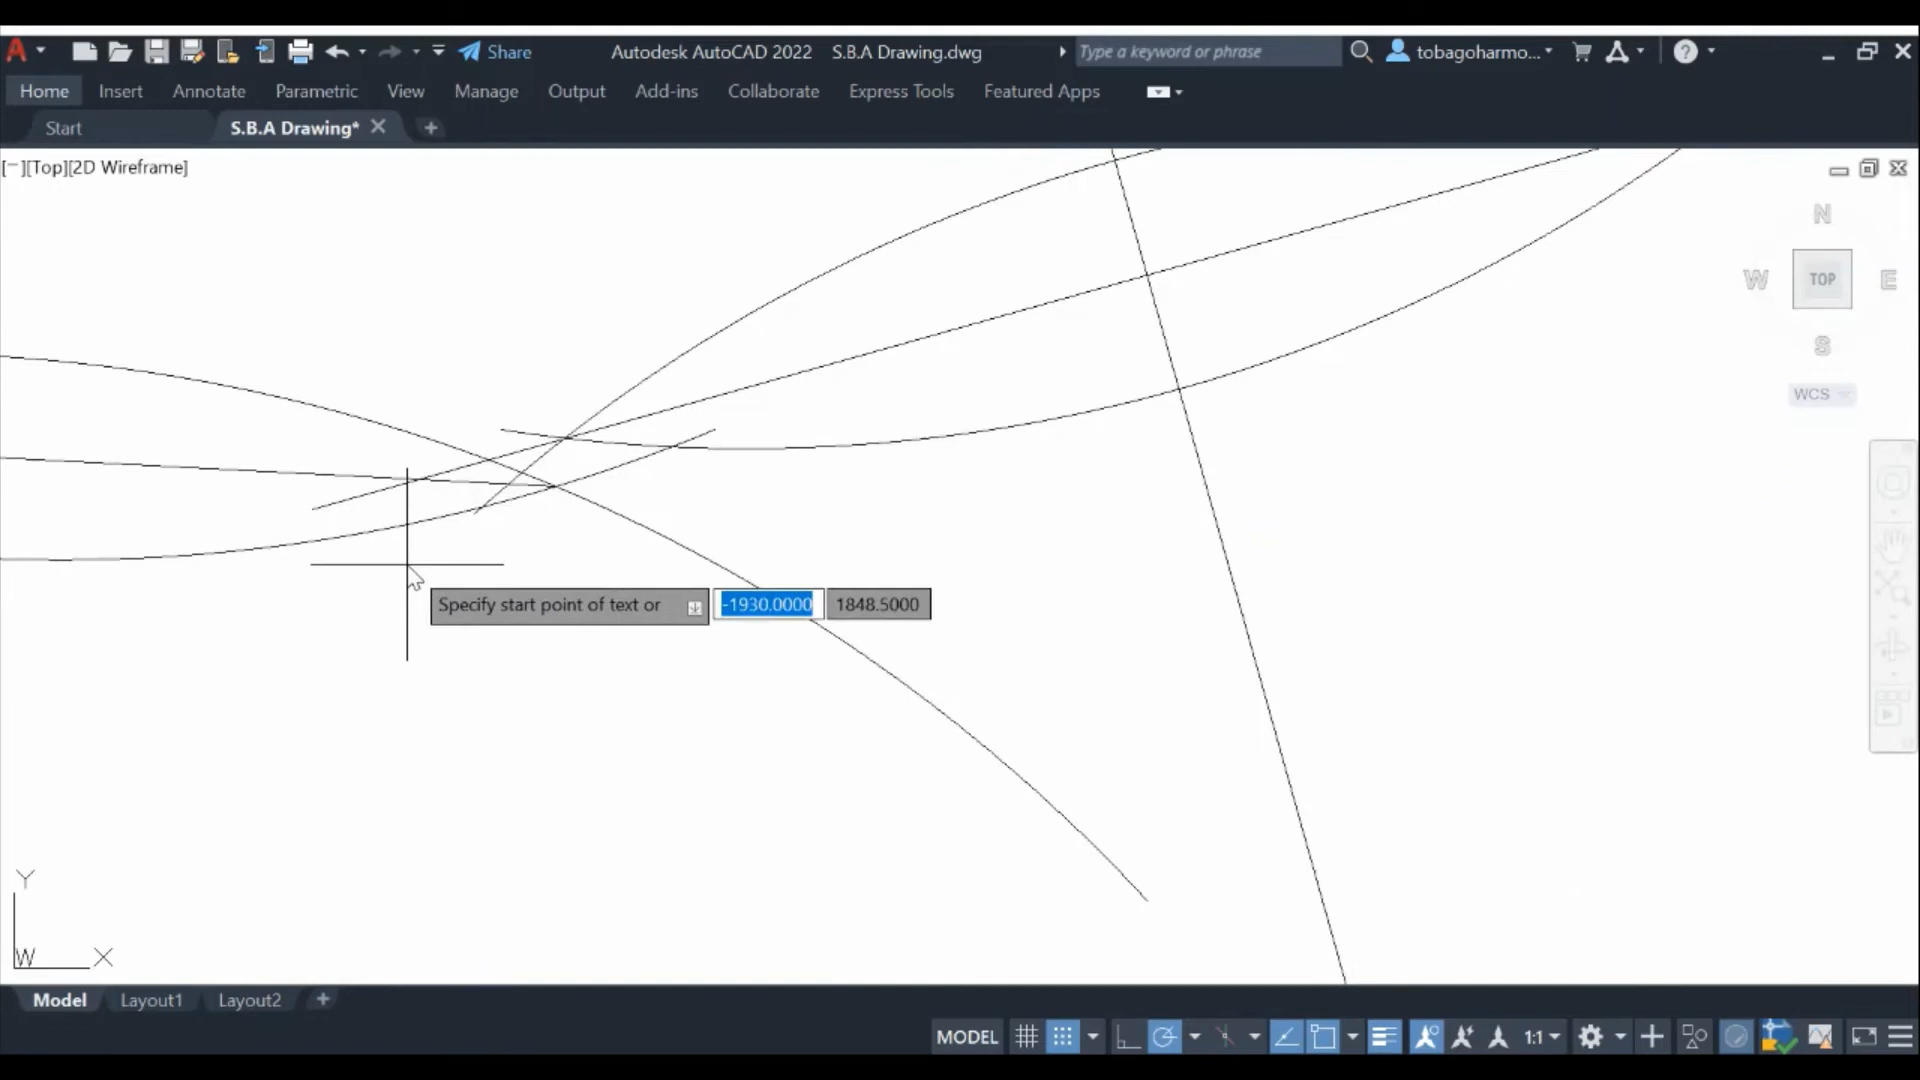 Share
Autodesk AutoCAD 2022 S.B.A Drawing.dwg
Type a keyword or phrase
tobagoharmo...
Home Insert Annotate Parametric View Manage Output Add-ins Collaborate Express Tools Featured Apps
Start S.B.A Drawing*
[−][Top][2D Wireframe]
N
W TOP E
S
WCS
Specify start point of text or -1930.0000 1848.5000
Y
W X
Model Layout1 Layout2
MODEL 1:1